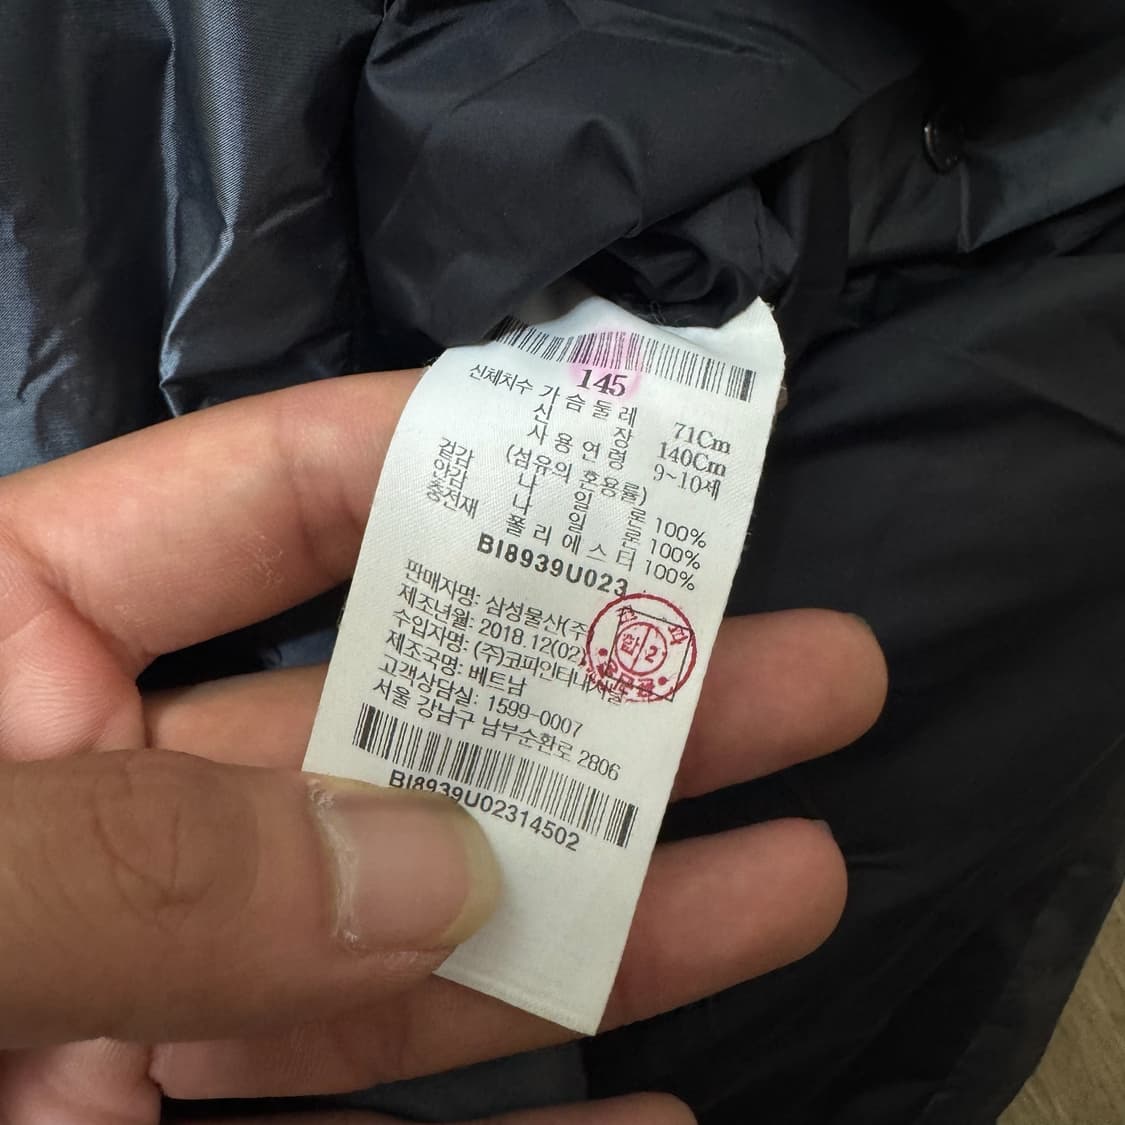 145
신체치수 가슴둘레 71Cm
신장 140Cm
사용연령 9~10세
(섬유의 혼용률)
겉감 나일론 100%
안감 나일론 100%
충전재 폴리에스터 100%
BI8939U023
판매자명: 삼성물산(주
제조년월: 2018.12(02)
수입자명: (주)코파인터내셔널
제조국명: 베트남
고객상담실: 1599-0007
서울 강남구 남부순환로 2806
BI8939U02314502